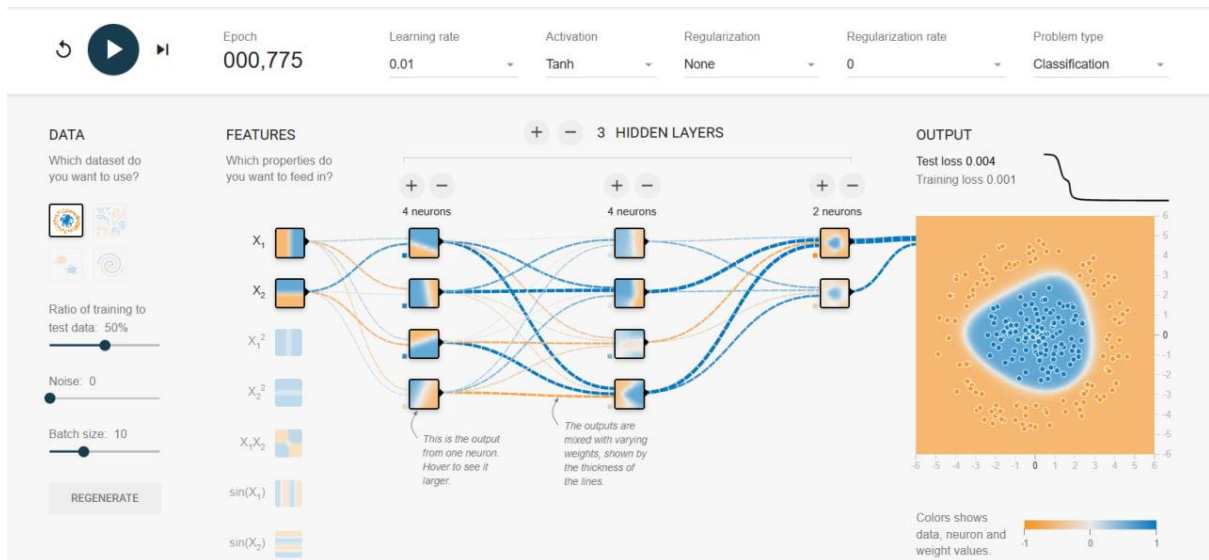 Epoch
000,775
Learning rate
0.01
Activation
Tanh
Regularization
None
Regularization rate
0
Problem type
Classification
DATA
Which dataset do
you want to use?
Ratio of training to
test data: 50%
Noise: 0
Batch size: 10
REGENERATE
FEATURES
Which properties do
you want to feed in?
X₁
X₂
X₁²
X₂²
X₁X₂
sin(X₁)
sin(X₂)
+ − 3 HIDDEN LAYERS
+ −
4 neurons
+ −
4 neurons
+ −
2 neurons
This is the output
from one neuron.
Hover to see it
larger.
The outputs are
mixed with varying
weights, shown by
the thickness of
the lines.
OUTPUT
Test loss 0.004
Training loss 0.001
6
5
4
3
2
1
0
-1
-2
-3
-4
-5
-6
-6 -5 -4 -3 -2 -1 0 1 2 3 4 5 6
Colors shows
data, neuron and
weight values.
-1 0 1